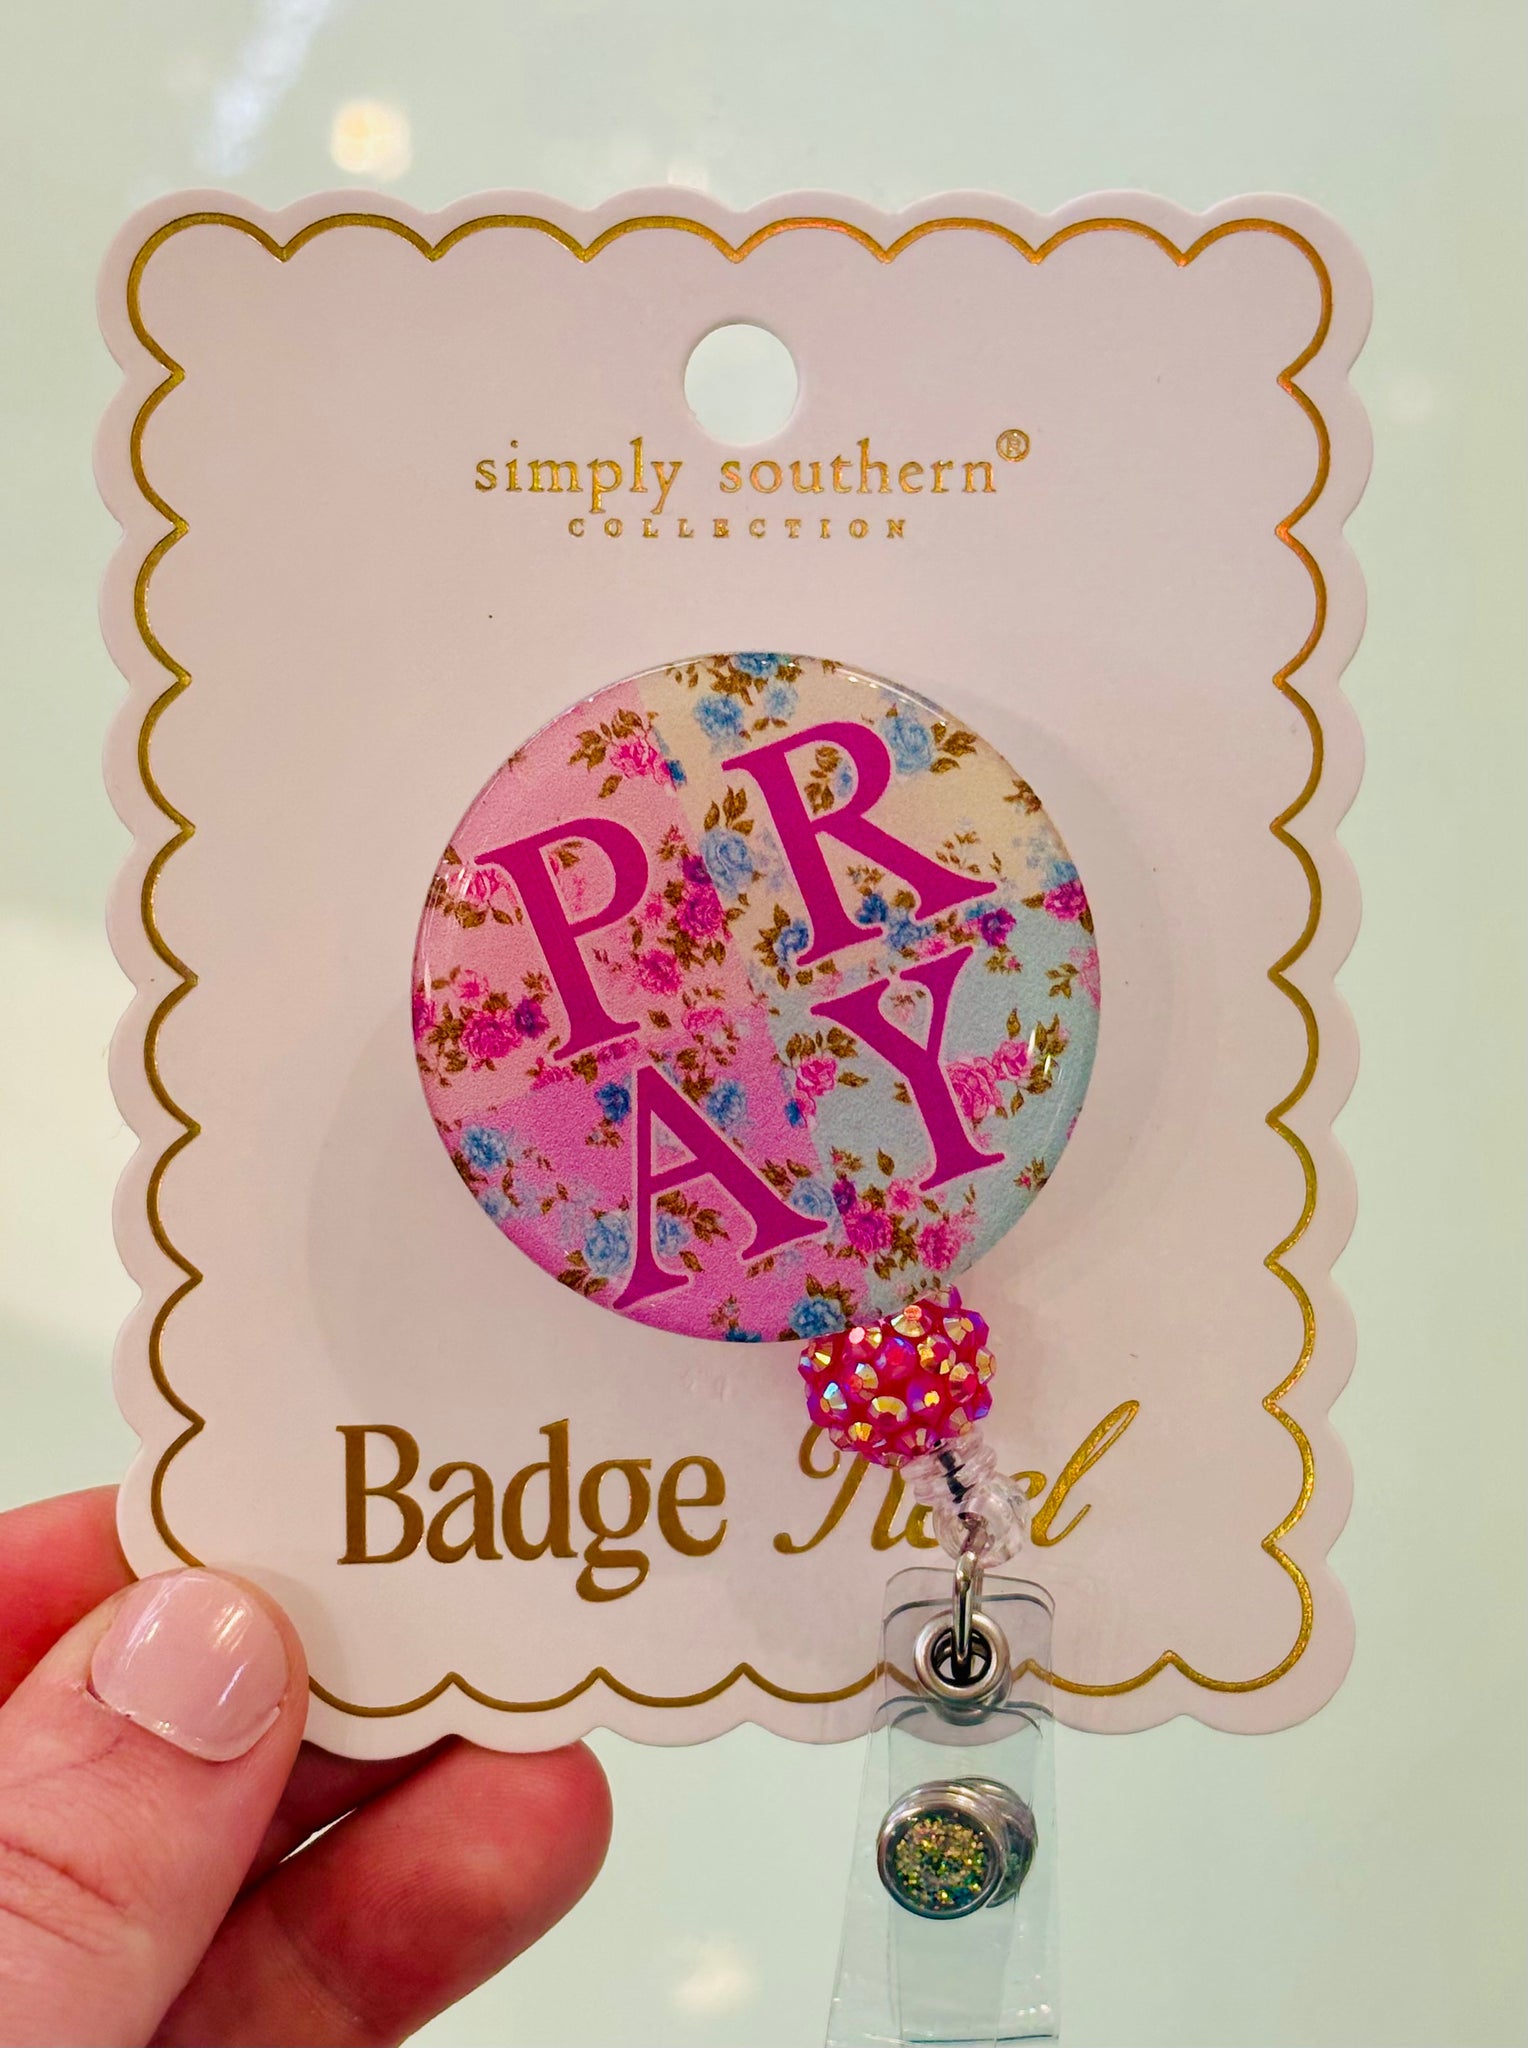 simply southern®
COLLECTION
PR
AY
Badge Reel